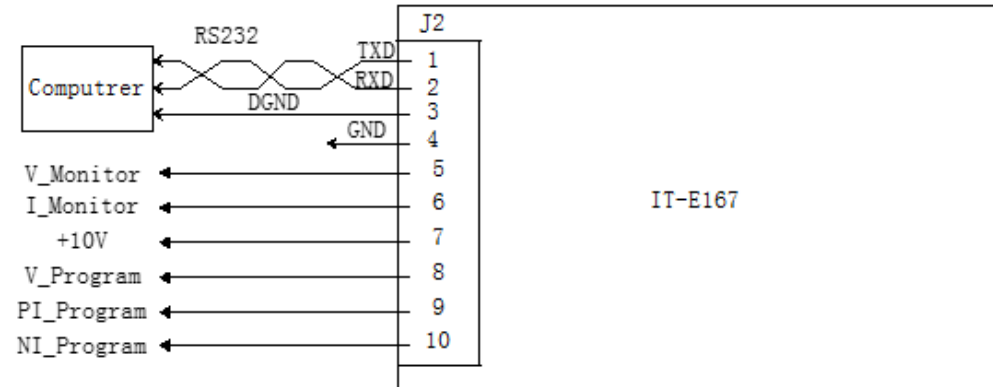 J2
RS232
TXD
1
Computrer
RXD
2
DGND
3
GND
4
V_Monitor
5
I_Monitor
6
IT-E167
+10V
7
V_Program
8
PI_Program
9
NI_Program
10